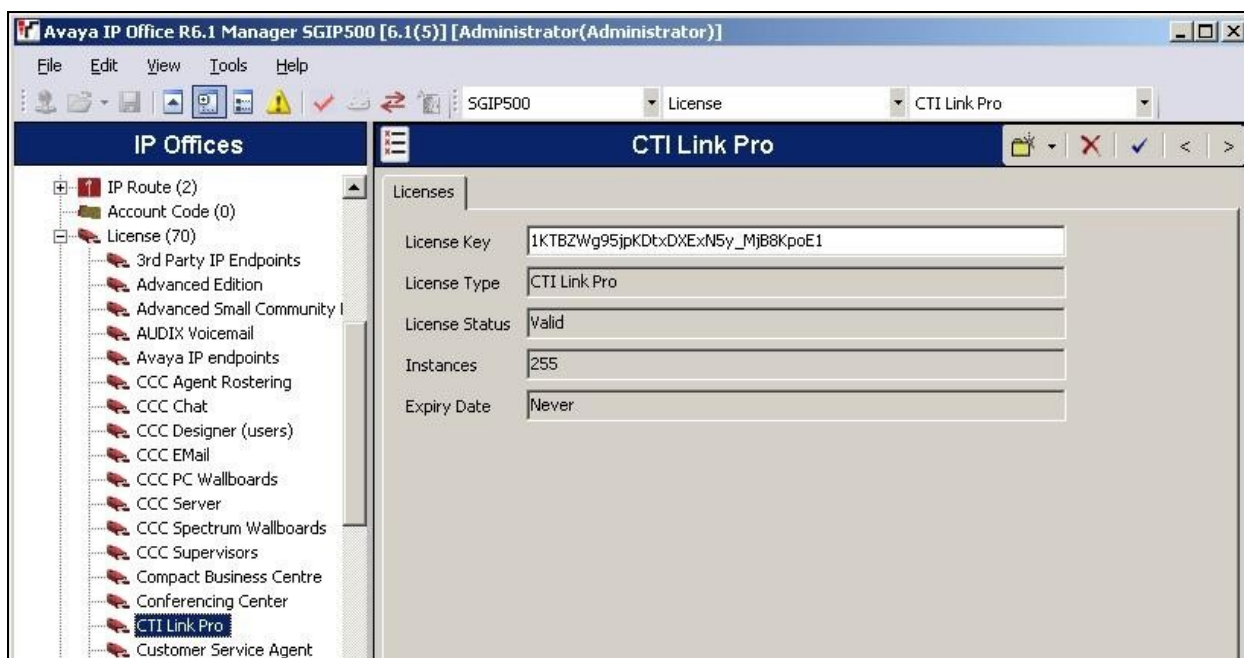 Avaya IP Office R6.1 Manager SGIP500 [6.1(5)] [Administrator(Administrator)]
File Edit View Tools Help
SGIP500 License CTI Link Pro
IP Offices
IP Route (2)
Account Code (0)
License (70)
3rd Party IP Endpoints
Advanced Edition
Advanced Small Community
AUDIX Voicemail
Avaya IP endpoints
CCC Agent Rostering
CCC Chat
CCC Designer (users)
CCC EMail
CCC PC Wallboards
CCC Server
CCC Spectrum Wallboards
CCC Supervisors
Compact Business Centre
Conferencing Center
CTI Link Pro
Customer Service Agent
CTI Link Pro
Licenses
License Key 1KTBZWg95jpKDtxDXExN5y_MjB8KpoE1
License Type CTI Link Pro
License Status Valid
Instances 255
Expiry Date Never